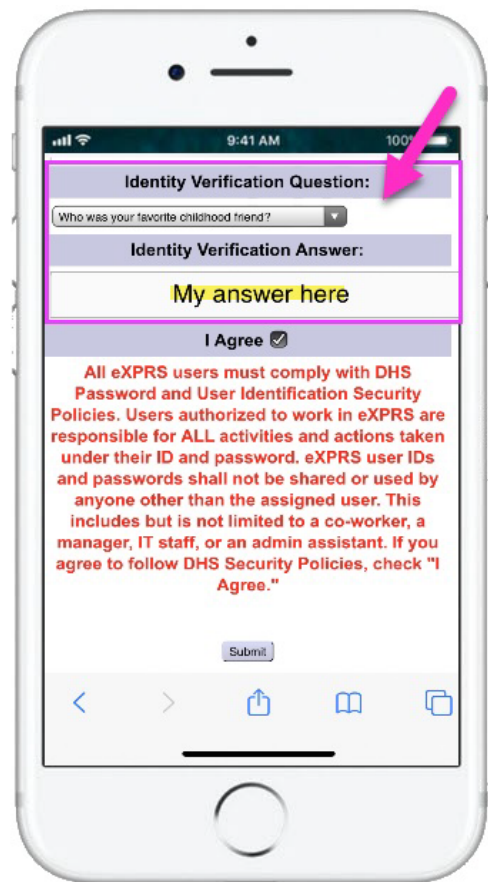 9:41 AM 100%
Identity Verification Question:
Who was your favorite childhood friend?
Identity Verification Answer:
My answer here
I Agree
All eXPRS users must comply with DHS
Password and User Identification Security
Policies. Users authorized to work in eXPRS are
responsible for ALL activities and actions taken
under their ID and password. eXPRS user IDs
and passwords shall not be shared or used by
anyone other than the assigned user. This
includes but is not limited to a co-worker, a
manager, IT staff, or an admin assistant. If you
agree to follow DHS Security Policies, check "I
Agree."
Submit